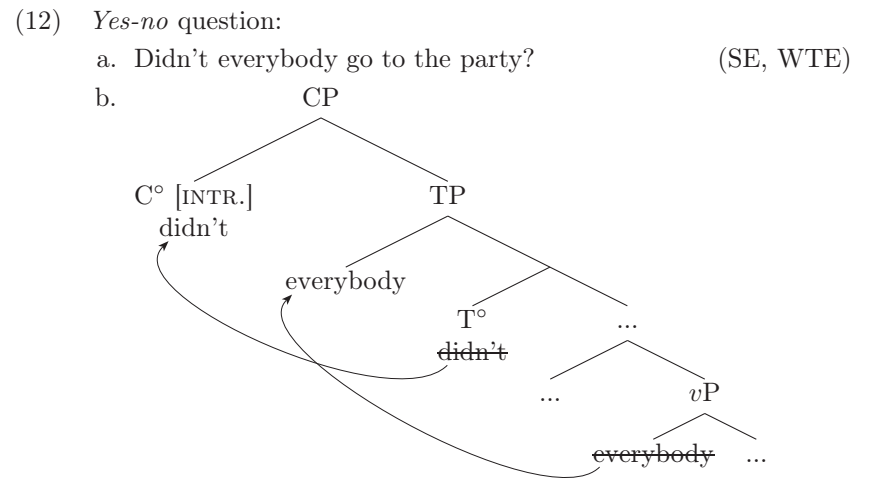 (12) Yes-no question:
a. Didn't everybody go to the party? (SE, WTE)
b. CP
C° [INTR.] TP
didn't
everybody
T° ...
didn't
... vP
everybody ...